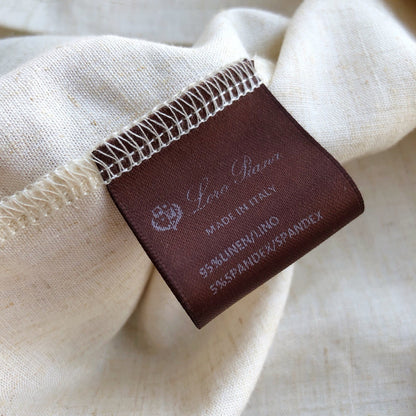 Loro Piana
MADE IN ITALY
95%LINEN/LINO
5%SPANDEX/SPANDEX